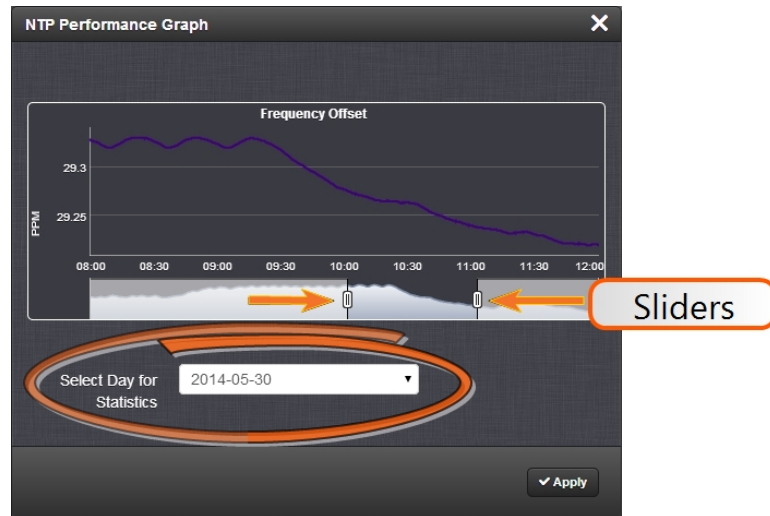 NTP Performance Graph
Frequency Offset
PPM
29.3
29.25
08:00 08:30 09:00 09:30 10:00 10:30 11:00 11:30 12:00
Sliders
Select Day for
Statistics
2014-05-30
Apply